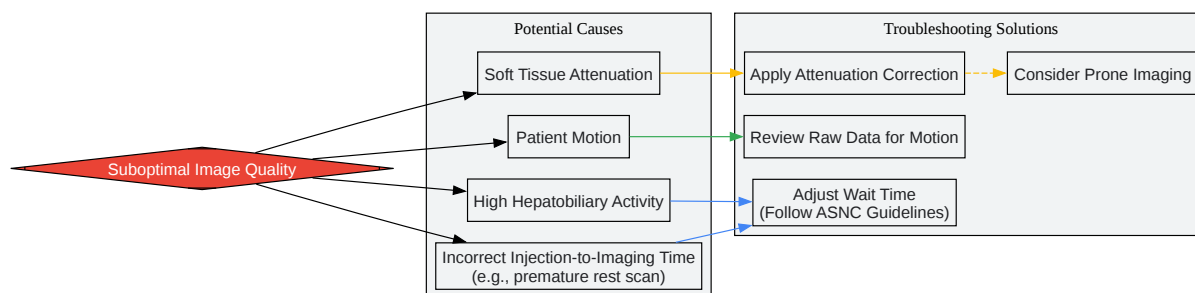 Potential Causes
Troubleshooting Solutions
Soft Tissue Attenuation
Apply Attenuation Correction
Consider Prone Imaging
Patient Motion
Review Raw Data for Motion
Suboptimal Image Quality
High Hepatobiliary Activity
Adjust Wait Time
(Follow ASNC Guidelines)
Incorrect Injection-to-Imaging Time
(e.g., premature rest scan)